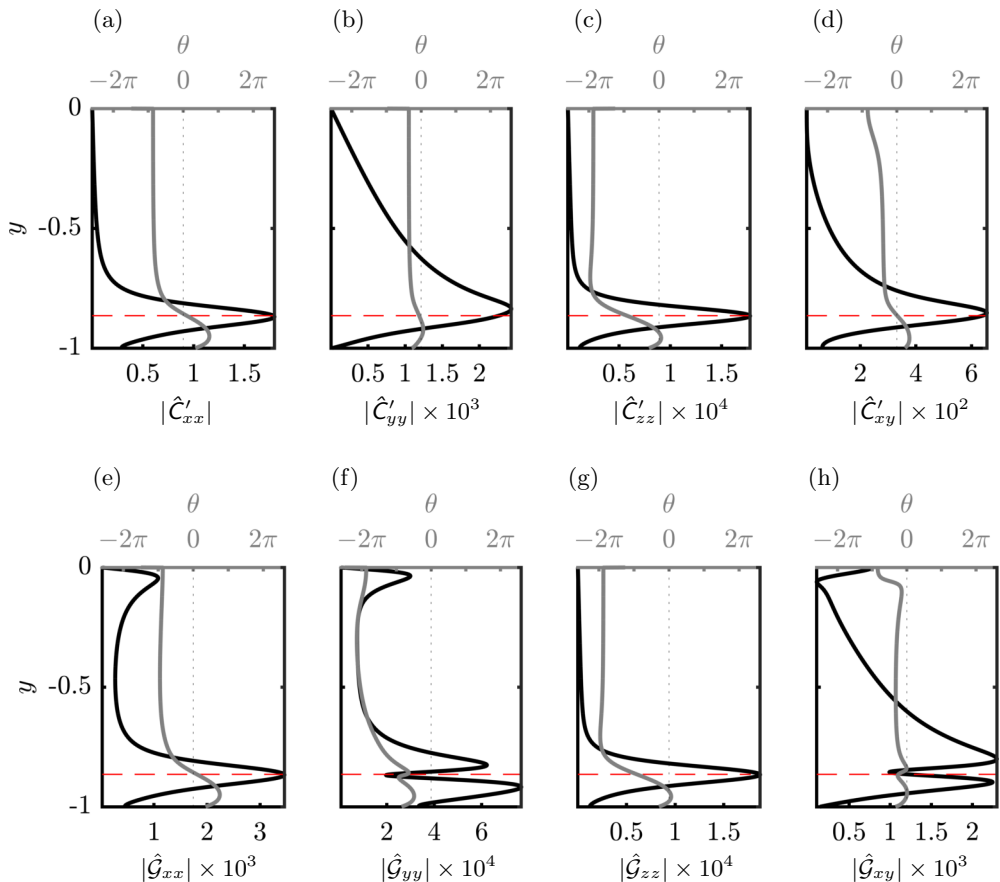 (a) (b) (c) (d)
θ θ θ θ
−2π 0 2π −2π 0 2π −2π 0 2π −2π 0 2π
0
y
-0.5
-1
0.5 1 1.5 0.5 1 1.5 2 0.5 1 1.5 2 4 6
|Ĉ′xx| |Ĉ′yy| × 10³ |Ĉ′zz| × 10⁴ |Ĉ′xy| × 10²
(e) (f) (g) (h)
θ θ θ θ
−2π 0 2π −2π 0 2π −2π 0 2π −2π 0 2π
0
y
-0.5
-1
1 2 3 2 4 6 0.5 1 1.5 0.5 1 1.5 2
|𝒢̂xx| × 10³ |𝒢̂yy| × 10⁴ |𝒢̂zz| × 10⁴ |𝒢̂xy| × 10³